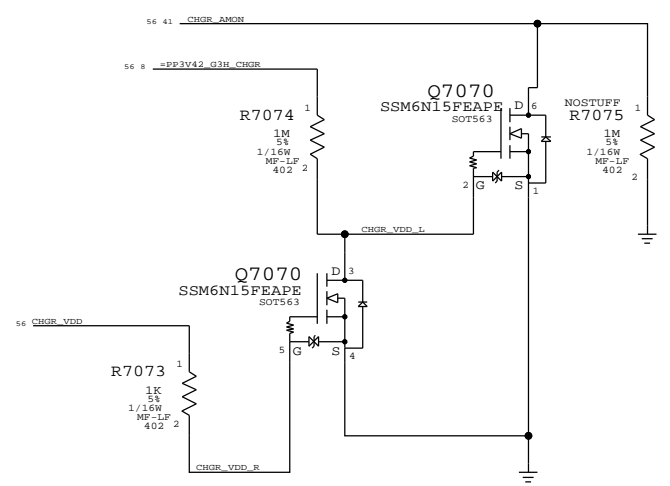 56 41 CHGR_AMON
56 8 =PP3V42_G3H_CHGR
R7074
1M
5%
1/16W
MF-LF
402
1
2
Q7070
SSM6N15FEAPE
SOT563
D 6
2 G S 1
NOSTUFF
R7075
1M
5%
1/16W
MF-LF
402
1
2
CHGR_VDD_L
Q7070
SSM6N15FEAPE
SOT563
D 3
5 G S 4
56 CHGR_VDD
R7073
1K
5%
1/16W
MF-LF
402
1
2
CHGR_VDD_R